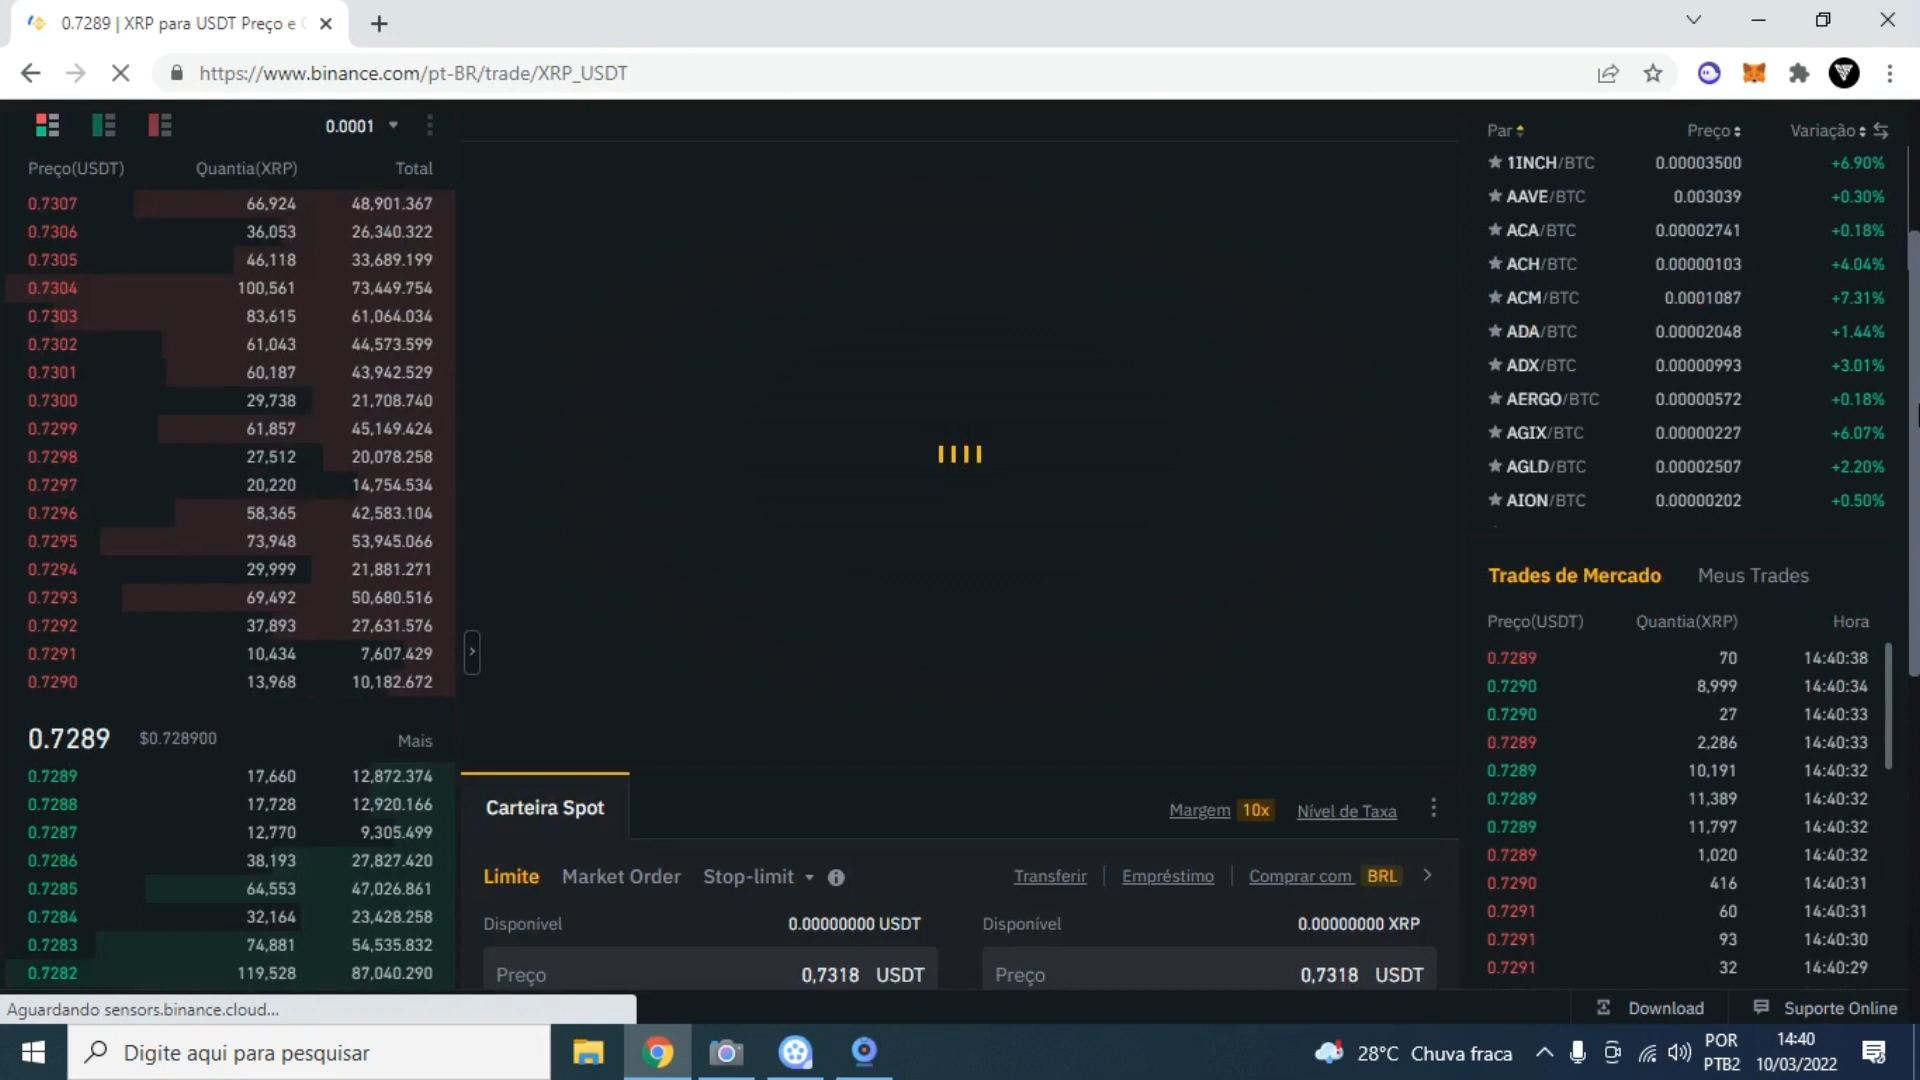 0.7289 | XRP para USDT Preço e
https://www.binance.com/pt-BR/trade/XRP_USDT
0.0001
Preço(USDT) Quantia(XRP) Total
0.7307 66,924 48,901.367
0.7306 36,053 26,340.322
0.7305 46,118 33,689.199
0.7304 100,561 73,449.754
0.7303 83,615 61,064.034
0.7302 61,043 44,573.599
0.7301 60,187 43,942.529
0.7300 29,738 21,708.740
0.7299 61,857 45,149.424
0.7298 27,512 20,078.258
0.7297 20,220 14,754.534
0.7296 58,365 42,583.104
0.7295 73,948 53,945.066
0.7294 29,999 21,881.271
0.7293 69,492 50,680.516
0.7292 37,893 27,631.576
0.7291 10,434 7,607.429
0.7290 13,968 10,182.672
0.7289 $0.728900 Mais
0.7289 17,660 12,872.374
0.7288 17,728 12,920.166
0.7287 12,770 9,305.499
0.7286 38,193 27,827.420
0.7285 64,553 47,026.861
0.7284 32,164 23,428.258
0.7283 74,881 54,535.832
0.7282 119,528 87,040.290
Carteira Spot Margem 10x Nível de Taxa
Limite Market Order Stop-limit Transferir Empréstimo Comprar com BRL
Disponível 0.00000000 USDT Disponível 0.00000000 XRP
Preço 0,7318 USDT Preço 0,7318 USDT
Par Preço Variação
1INCH/BTC 0.00003500 +6.90%
AAVE/BTC 0.003039 +0.30%
ACA/BTC 0.00002741 +0.18%
ACH/BTC 0.00000103 +4.04%
ACM/BTC 0.0001087 +7.31%
ADA/BTC 0.00002048 +1.44%
ADX/BTC 0.00000993 +3.01%
AERGO/BTC 0.00000572 +0.18%
AGIX/BTC 0.00000227 +6.07%
AGLD/BTC 0.00002507 +2.20%
AION/BTC 0.00000202 +0.50%
Trades de Mercado Meus Trades
Preço(USDT) Quantia(XRP) Hora
0.7289 70 14:40:38
0.7290 8,999 14:40:34
0.7290 27 14:40:33
0.7289 2,286 14:40:33
0.7289 10,191 14:40:32
0.7289 11,389 14:40:32
0.7289 11,797 14:40:32
0.7289 1,020 14:40:32
0.7290 416 14:40:31
0.7291 60 14:40:31
0.7291 93 14:40:30
0.7291 32 14:40:29
Aguardando sensors.binance.cloud...
Download Suporte Online
Digite aqui para pesquisar
28°C Chuva fraca
POR
PTB2
14:40
10/03/2022